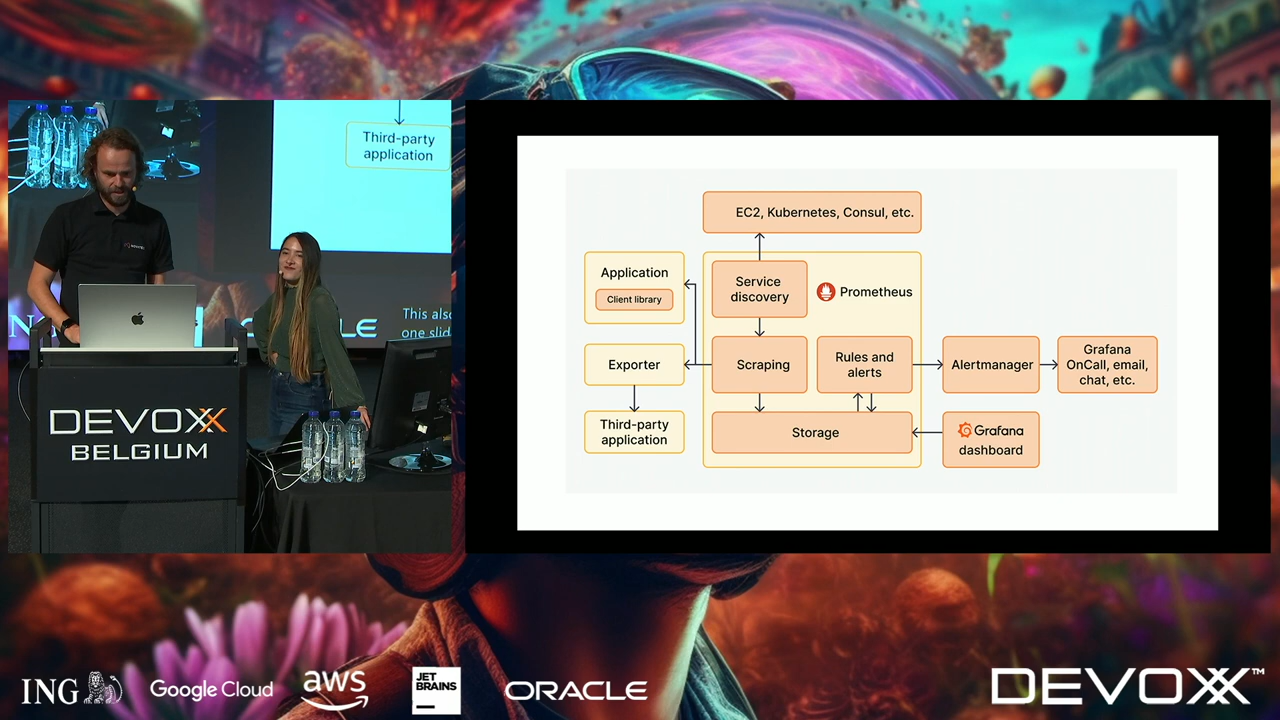 Third-party
application
This also
one slid
LE
DEVOXX
BELGIUM
EC2, Kubernetes, Consul, etc.
Application
Client library
Service
discovery
Prometheus
Exporter
Scraping
Rules and
alerts
Alertmanager
Grafana
OnCall, email,
chat, etc.
Third-party
application
Storage
Grafana
dashboard
ING
Google Cloud
aws
JET
BRAINS
ORACLE
DEVOXX™